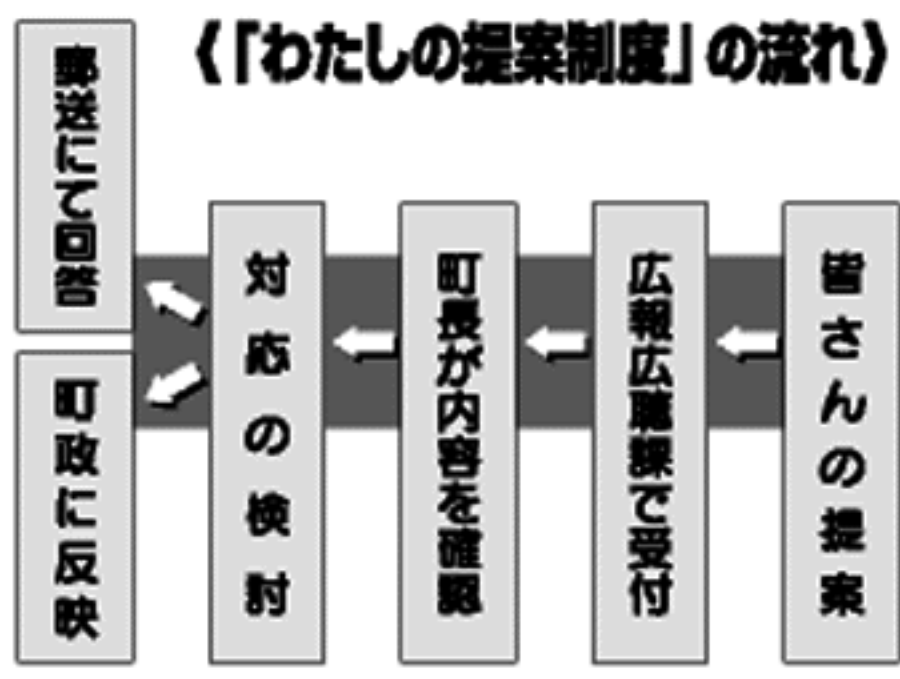 《「わたしの提案制度」の流れ》
皆さんの提案
広報広聴課で受付
町長が内容を確認
対応の検討
郵送にて回答
町政に反映